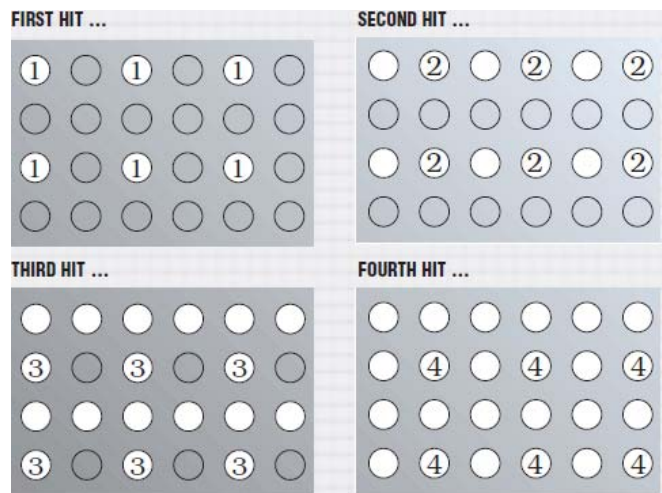 FIRST HIT ...
1 1 1
1 1 1
SECOND HIT ...
2 2 2
2 2 2
THIRD HIT ...
3 3 3
3 3 3
FOURTH HIT ...
4 4 4
4 4 4